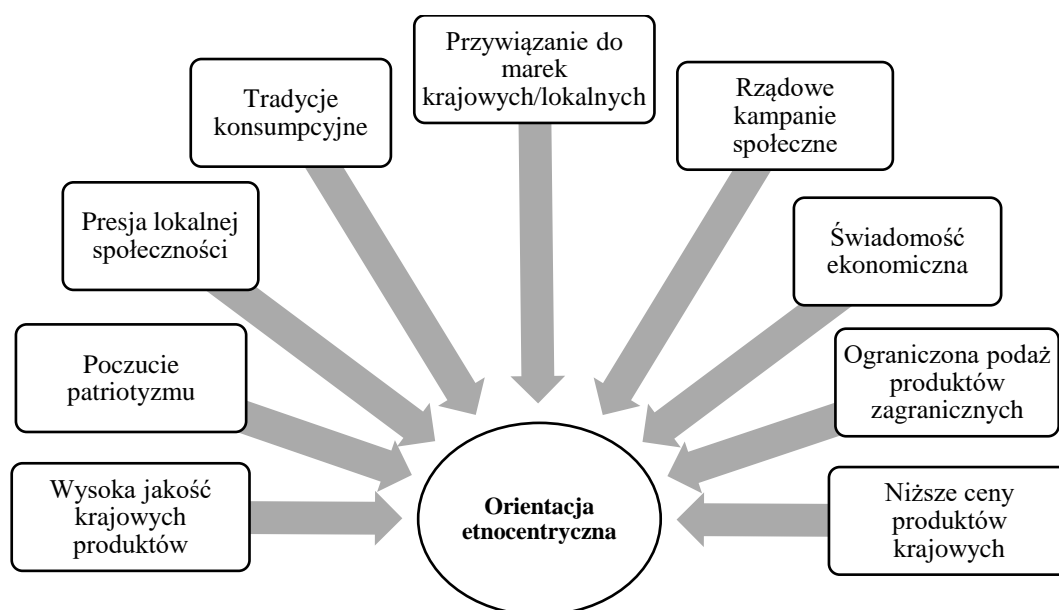 Przywiązanie do
marek
krajowych/lokalnych
Tradycje
konsumpcyjne
Rządowe
kampanie
społeczne
Presja lokalnej
społeczności
Świadomość
ekonomiczna
Poczucie
patriotyzmu
Ograniczona podaż
produktów
zagranicznych
Wysoka jakość
krajowych
produktów
Orientacja
etnocentryczna
Niższe ceny
produktów
krajowych